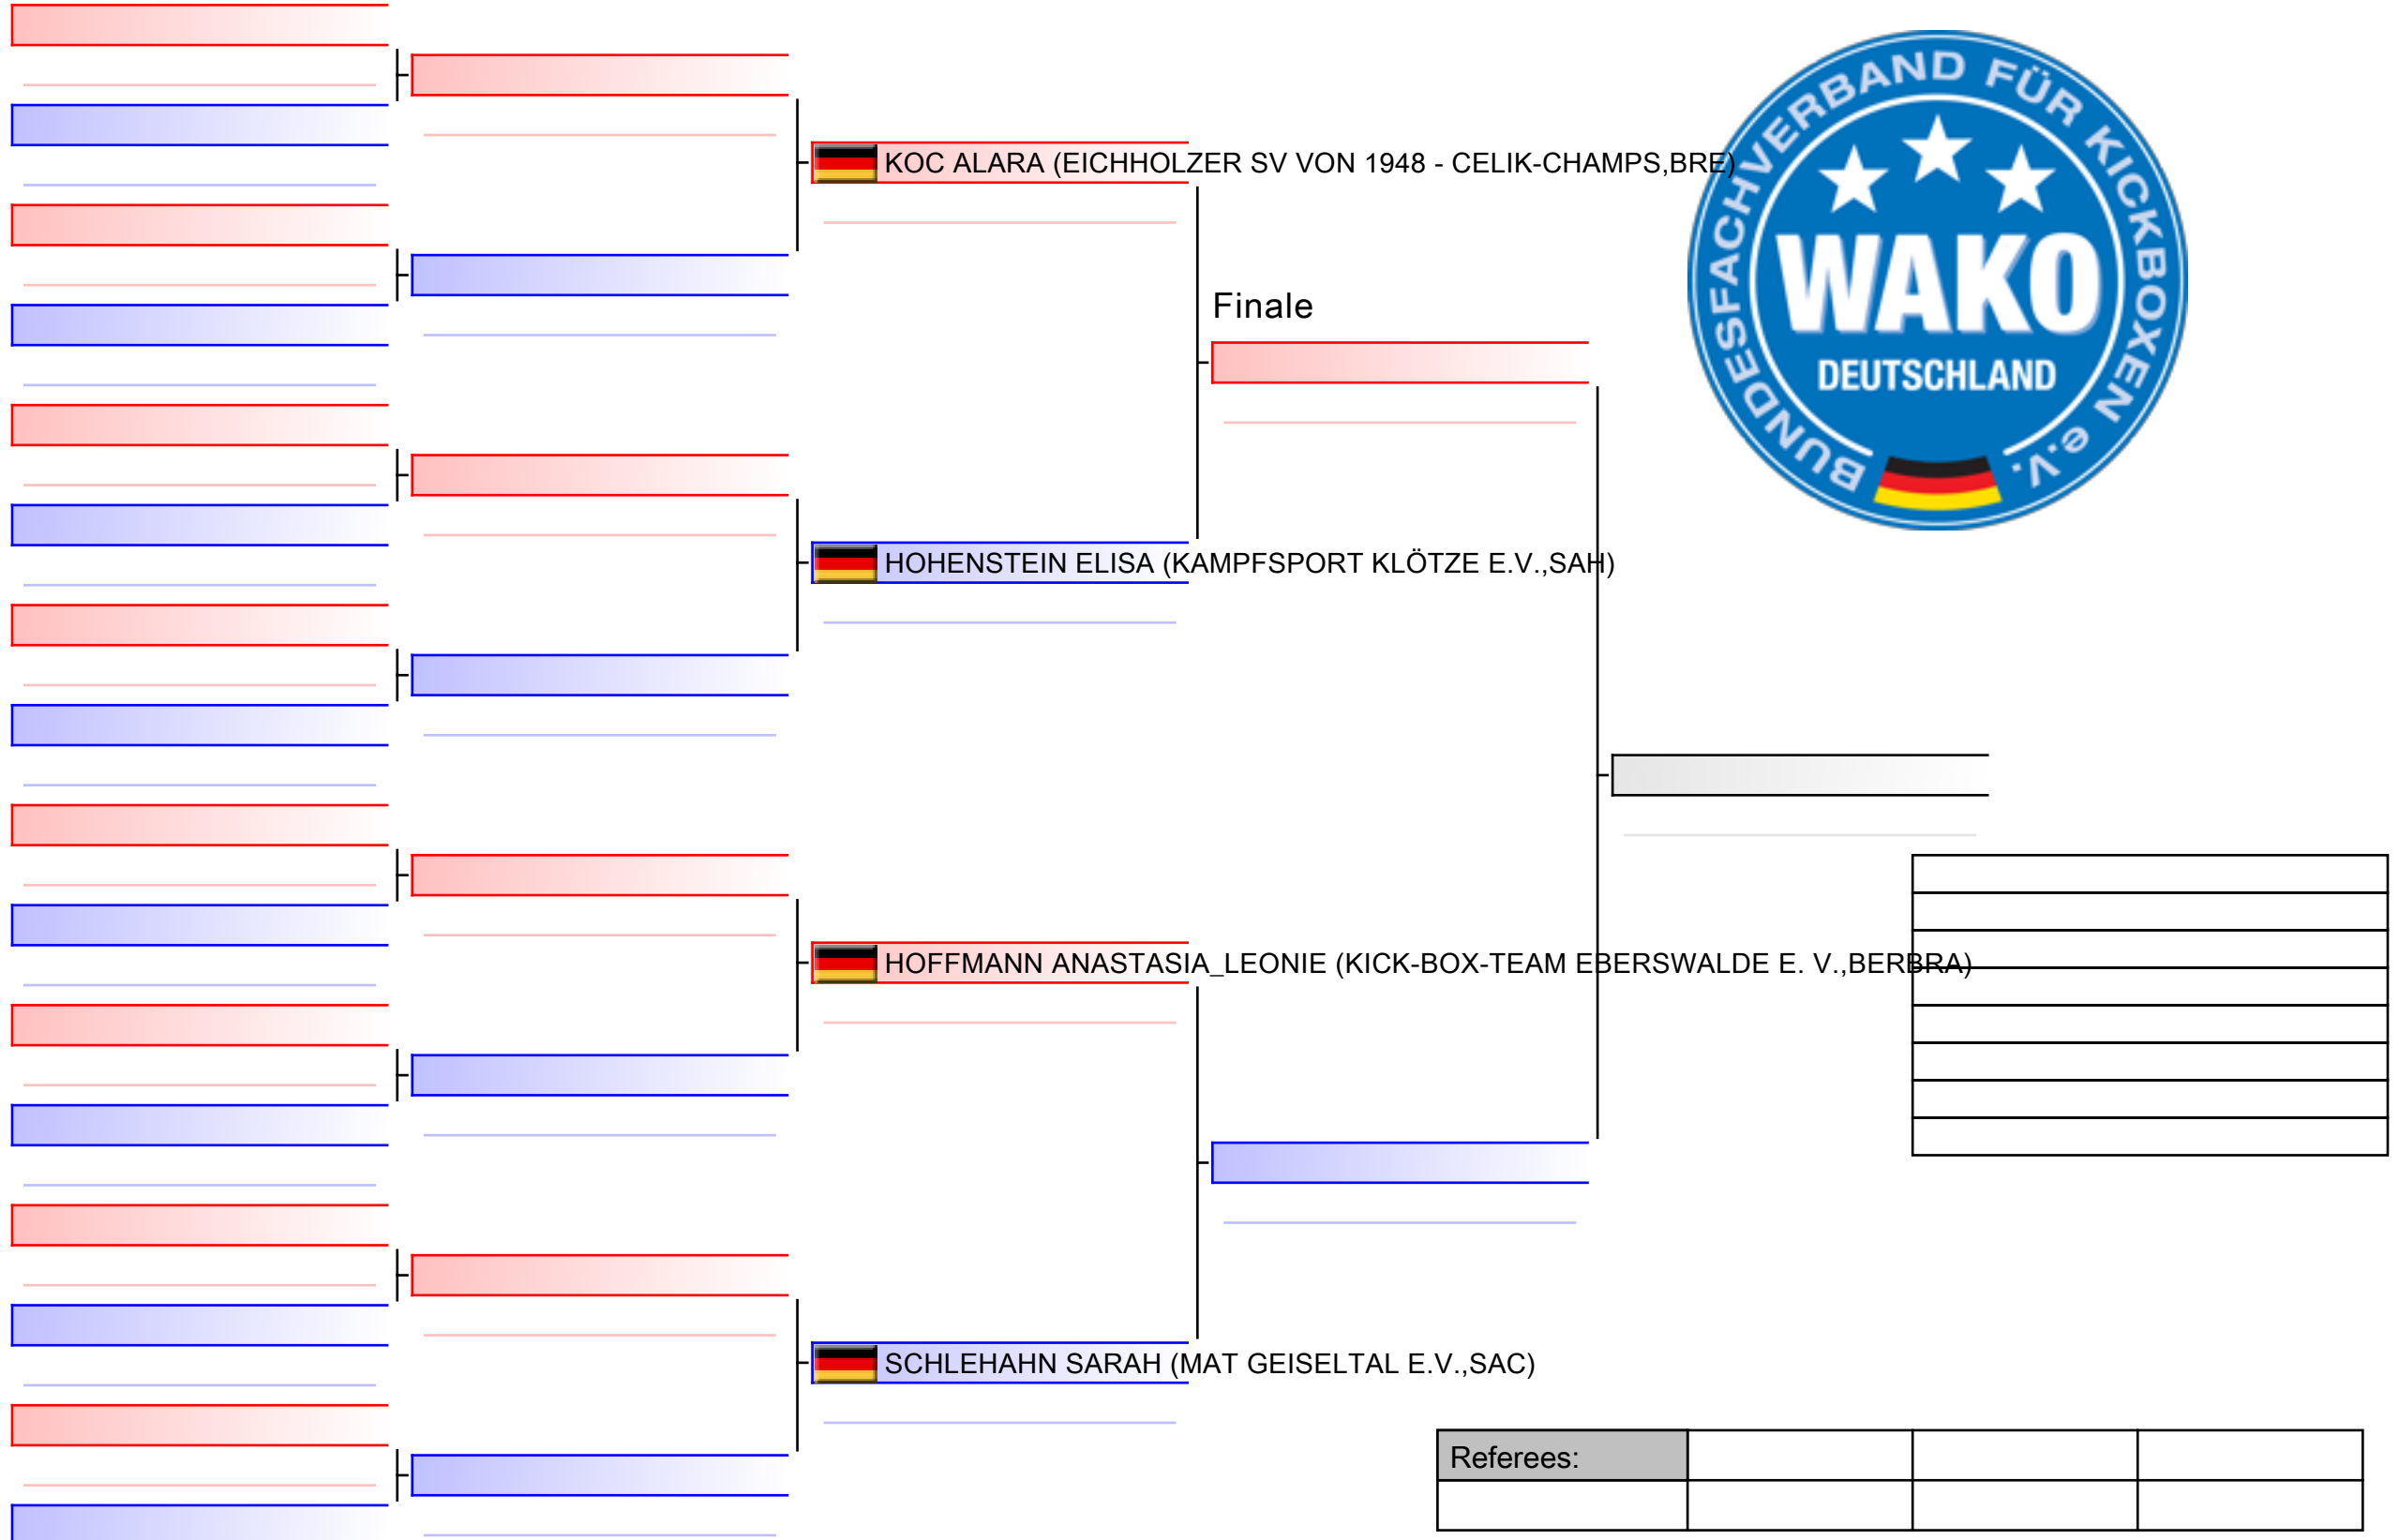 KOC ALARA (EICHHOLZER SV VON 1948 - CELIK-CHAMPS,BRE)
BUNDESFACHVERBAND FÜR KICKBOXEN e.V.
WAKO
DEUTSCHLAND
Finale
HOHENSTEIN ELISA (KAMPFSPORT KLÖTZE E.V.,SAH)
HOFFMANN ANASTASIA_LEONIE (KICK-BOX-TEAM EBERSWALDE E. V.,BERBRA)
SCHLEHAHN SARAH (MAT GEISELTAL E.V.,SAC)
Referees: